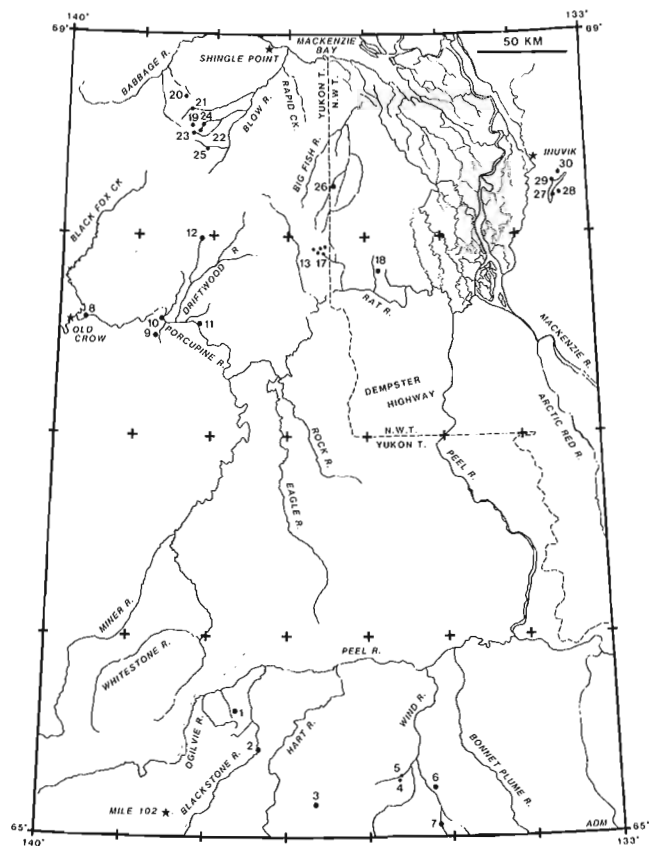 140°
133°
69°
69°
MACKENZIE BAY
50 KM
SHINGLE POINT
BABBAGE R.
YUKON T.
N.W.T.
RAPID CK.
BLOW R.
20
21
19
24
23
22
25
BIG FISH R.
INUVIK
30
29
27
28
26
BLACK FOX CK
12
DRIFTWOOD R
13
17
18
RAT R.
8
OLD CROW
10
9
11
PORCUPINE R.
MACKENZIE R.
DEMPSTER HIGHWAY
ARCTIC RED R.
N.W.T.
YUKON T.
ROCK R.
PEEL R.
EAGLE R.
MINER R.
WHITESTONE R.
PEEL R.
1
OGILVIE R.
HART R.
WIND R.
2
BLACKSTONE R.
BONNET PLUME R.
5
4
6
3
MILE 102
7
ADM
65°
65°
140°
133°